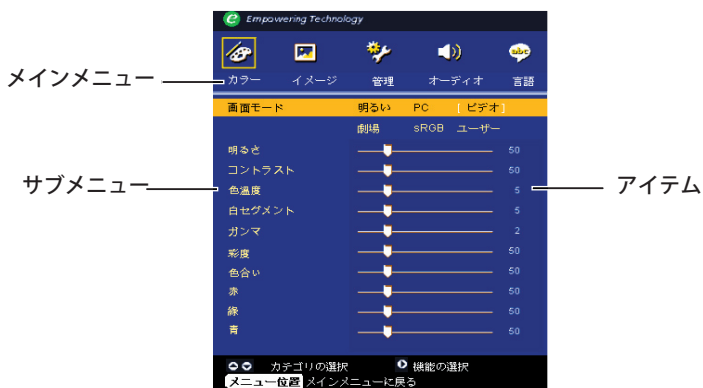 Empowering Technology
カラー イメージ 管理 オーディオ 言語
メインメニュー
画面モード 明るい PC [ ビデオ ]
劇場 sRGB ユーザー
明るさ 50
コントラスト 50
サブメニュー
色温度 5
アイテム
白セグメント 5
ガンマ 2
彩度 50
色合い 50
赤 50
緑 50
青 50
カテゴリの選択 機能の選択
メニュー位置 メインメニューに戻る